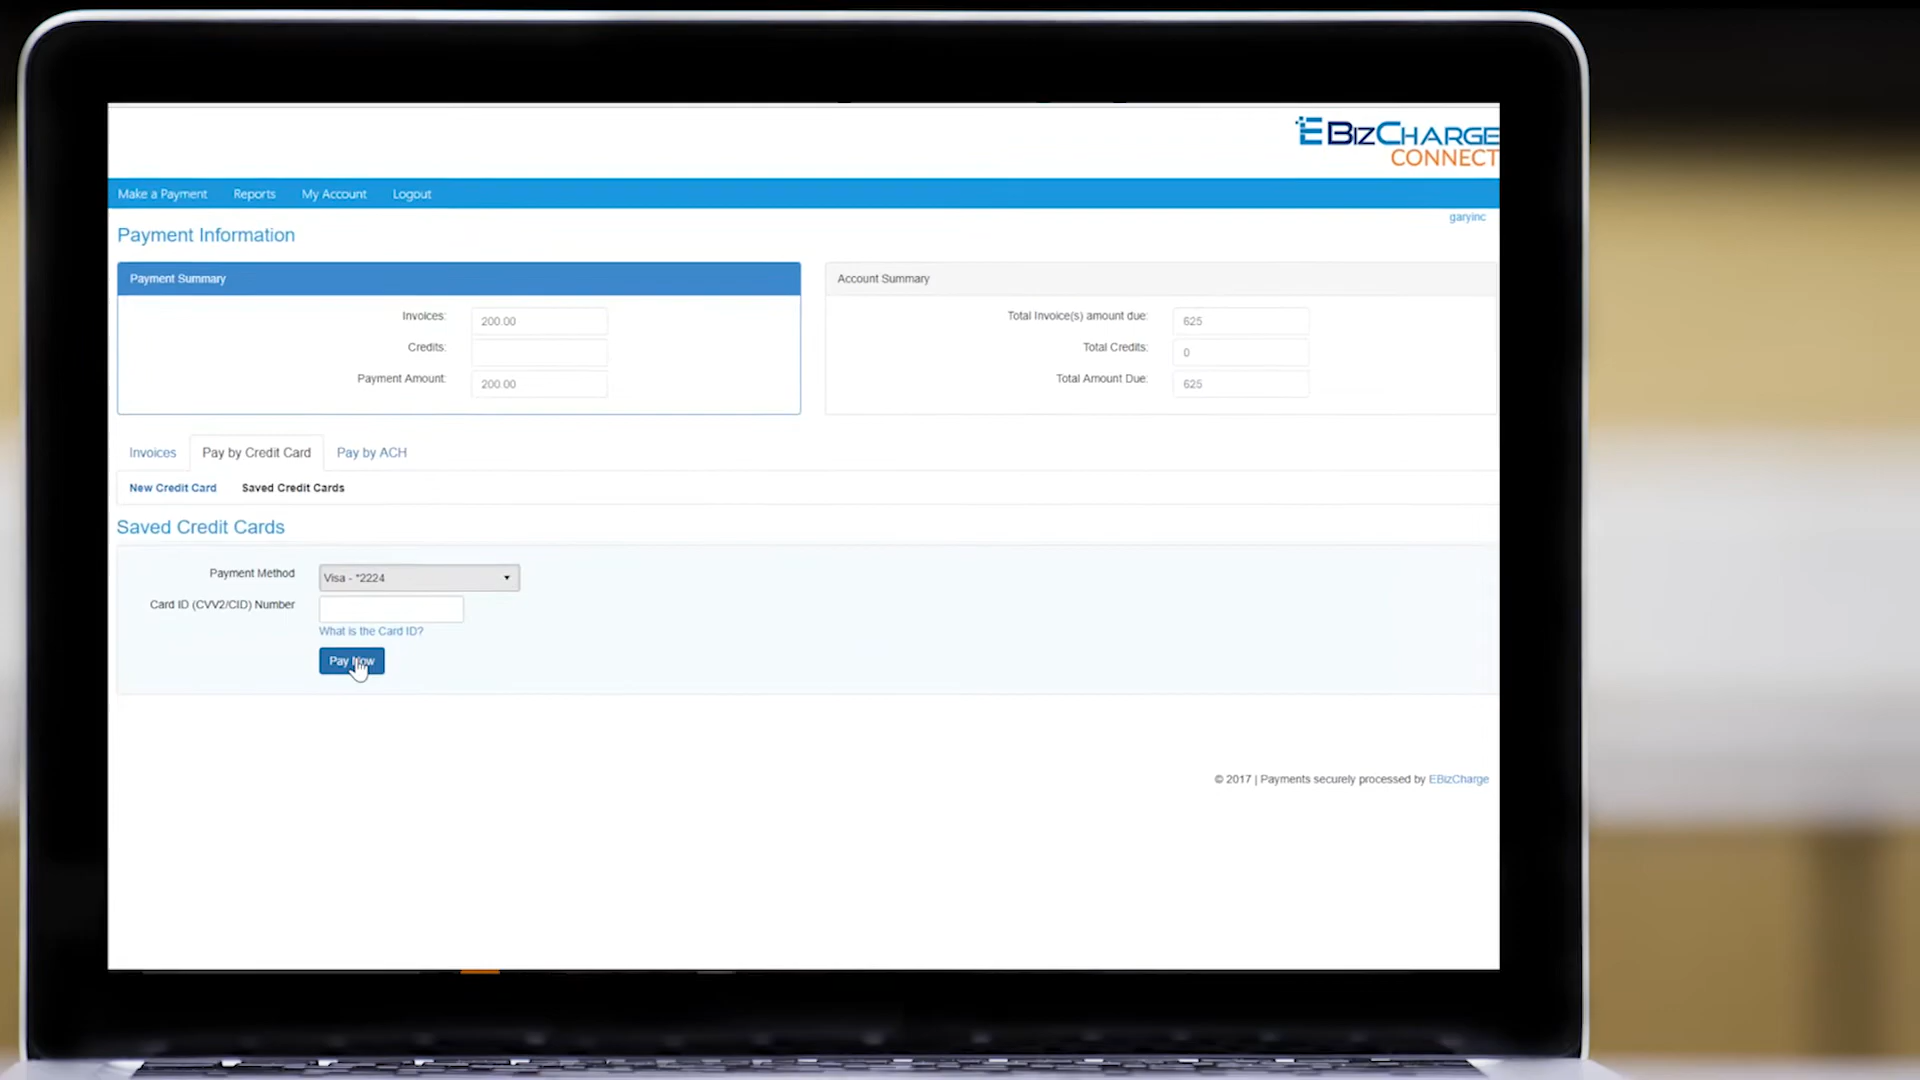 EBIZCHARGE
CONNECT
Make a Payment Reports My Account Logout
garyinc
Payment Information
Payment Summary
Invoices: 200.00
Credits:
Payment Amount: 200.00
Account Summary
Total Invoice(s) amount due: 625
Total Credits: 0
Total Amount Due: 625
Invoices Pay by Credit Card Pay by ACH
New Credit Card Saved Credit Cards
Saved Credit Cards
Payment Method Visa - *2224
Card ID (CVV2/CID) Number
What is the Card ID?
Pay Now
© 2017 | Payments securely processed by EBizCharge